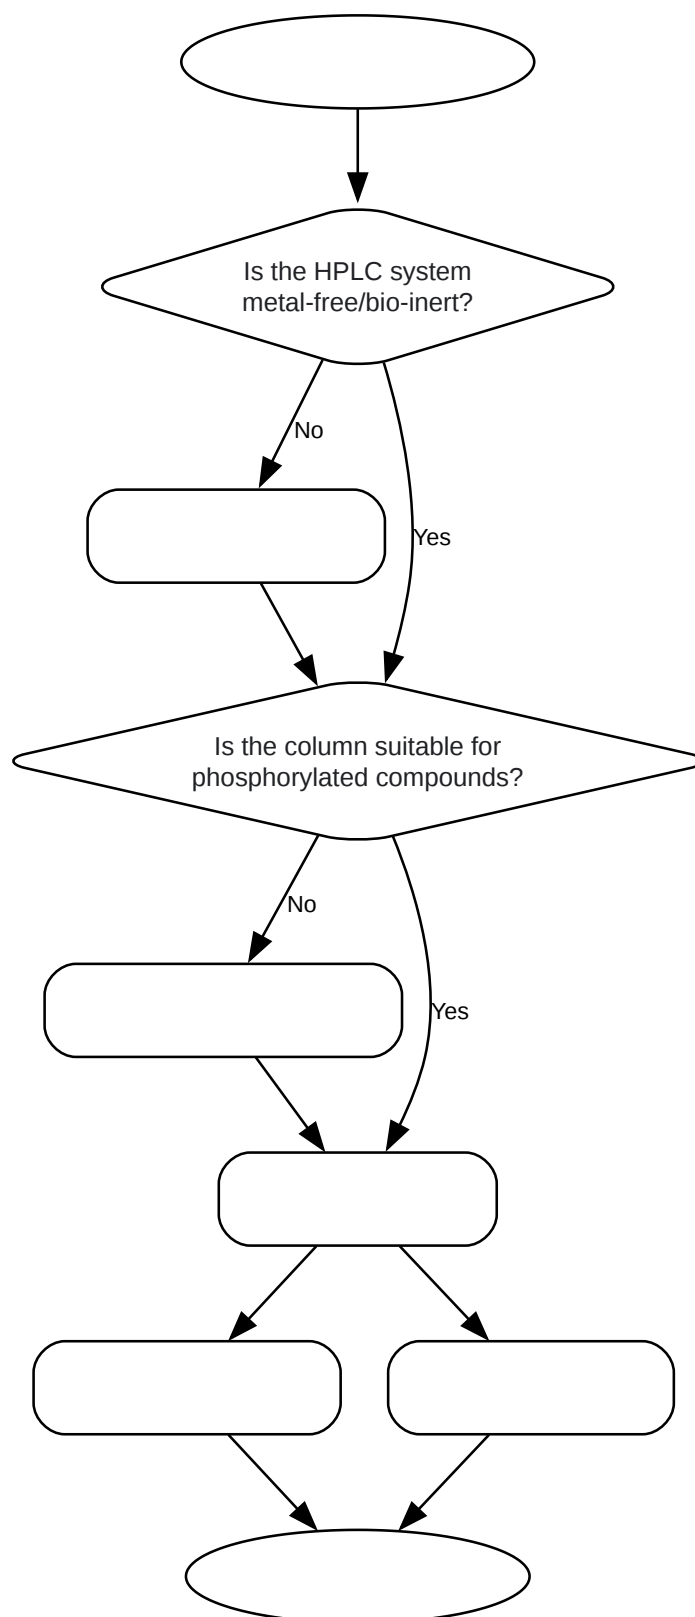 Is the HPLC system
metal-free/bio-inert?
No
Yes
Is the column suitable for
phosphorylated compounds?
No
Yes